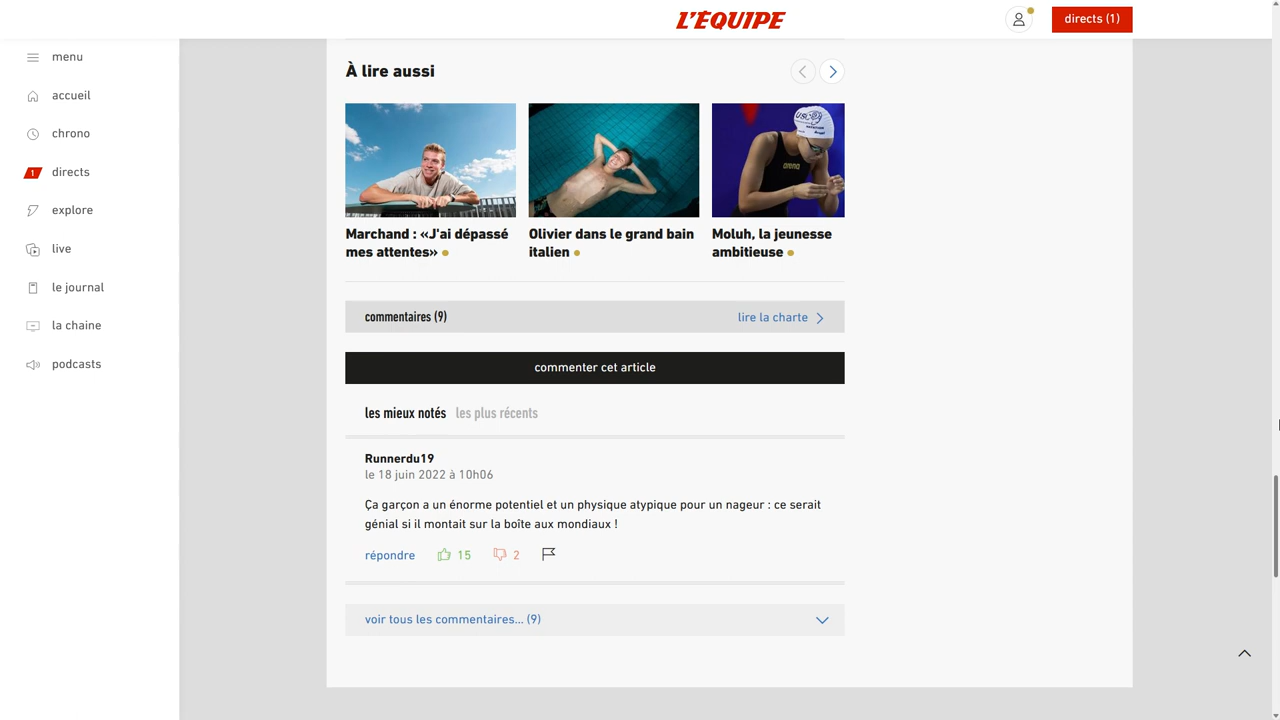 L'ÉQUIPE
directs (1)
menu
accueil
chrono
1
directs
explore
live
le journal
la chaine
podcasts
À lire aussi
USC
arena
Marchand : «J'ai dépassé
mes attentes»
Olivier dans le grand bain
italien
Moluh, la jeunesse
ambitieuse
commentaires (9)
lire la charte
commenter cet article
les mieux notés les plus récents
Runnerdu19
le 18 juin 2022 à 10h06
Ça garçon a un énorme potentiel et un physique atypique pour un nageur : ce serait
génial si il montait sur la boîte aux mondiaux !
répondre 15 2
voir tous les commentaires... (9)